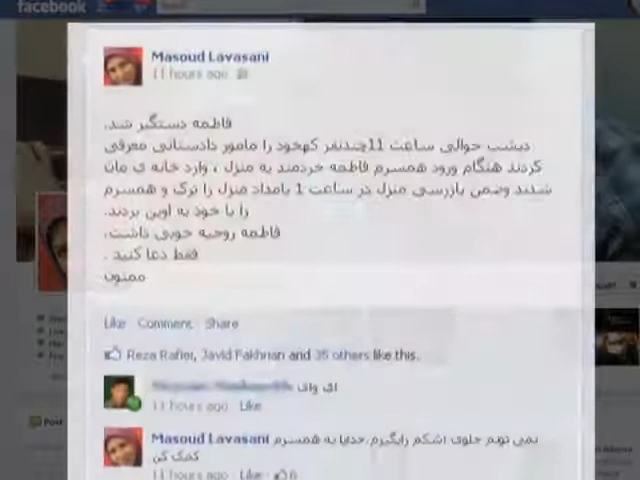 facebook
Masoud Lavasani
11 hours ago
فاطمه دستگیر شد.
دیشب حوالی ساعت 11چندنفر کهخود را مامور دادستانی معرفی
کردند هنگام ورود همسرم فاطمه خردمند به منزل ، وارد خانه ی مان
شدند وضمن بازرسی منزل در ساعت 1 بامداد منزل را ترک و همسرم
را با خود به اوین بردند.
فاطمه روحیه خوبی داشت.
فقط دعا کنید .
ممنون
Like Comment Share
Reza Rafiei, Javid Fakhrian and 35 others like this.
ای وای
11 hours ago Like
Masoud Lavasani نمی تونم جلوی اشکم رابگیرم.خدایا به همسرم
کمک کن
11 hours ago Like 6
Post